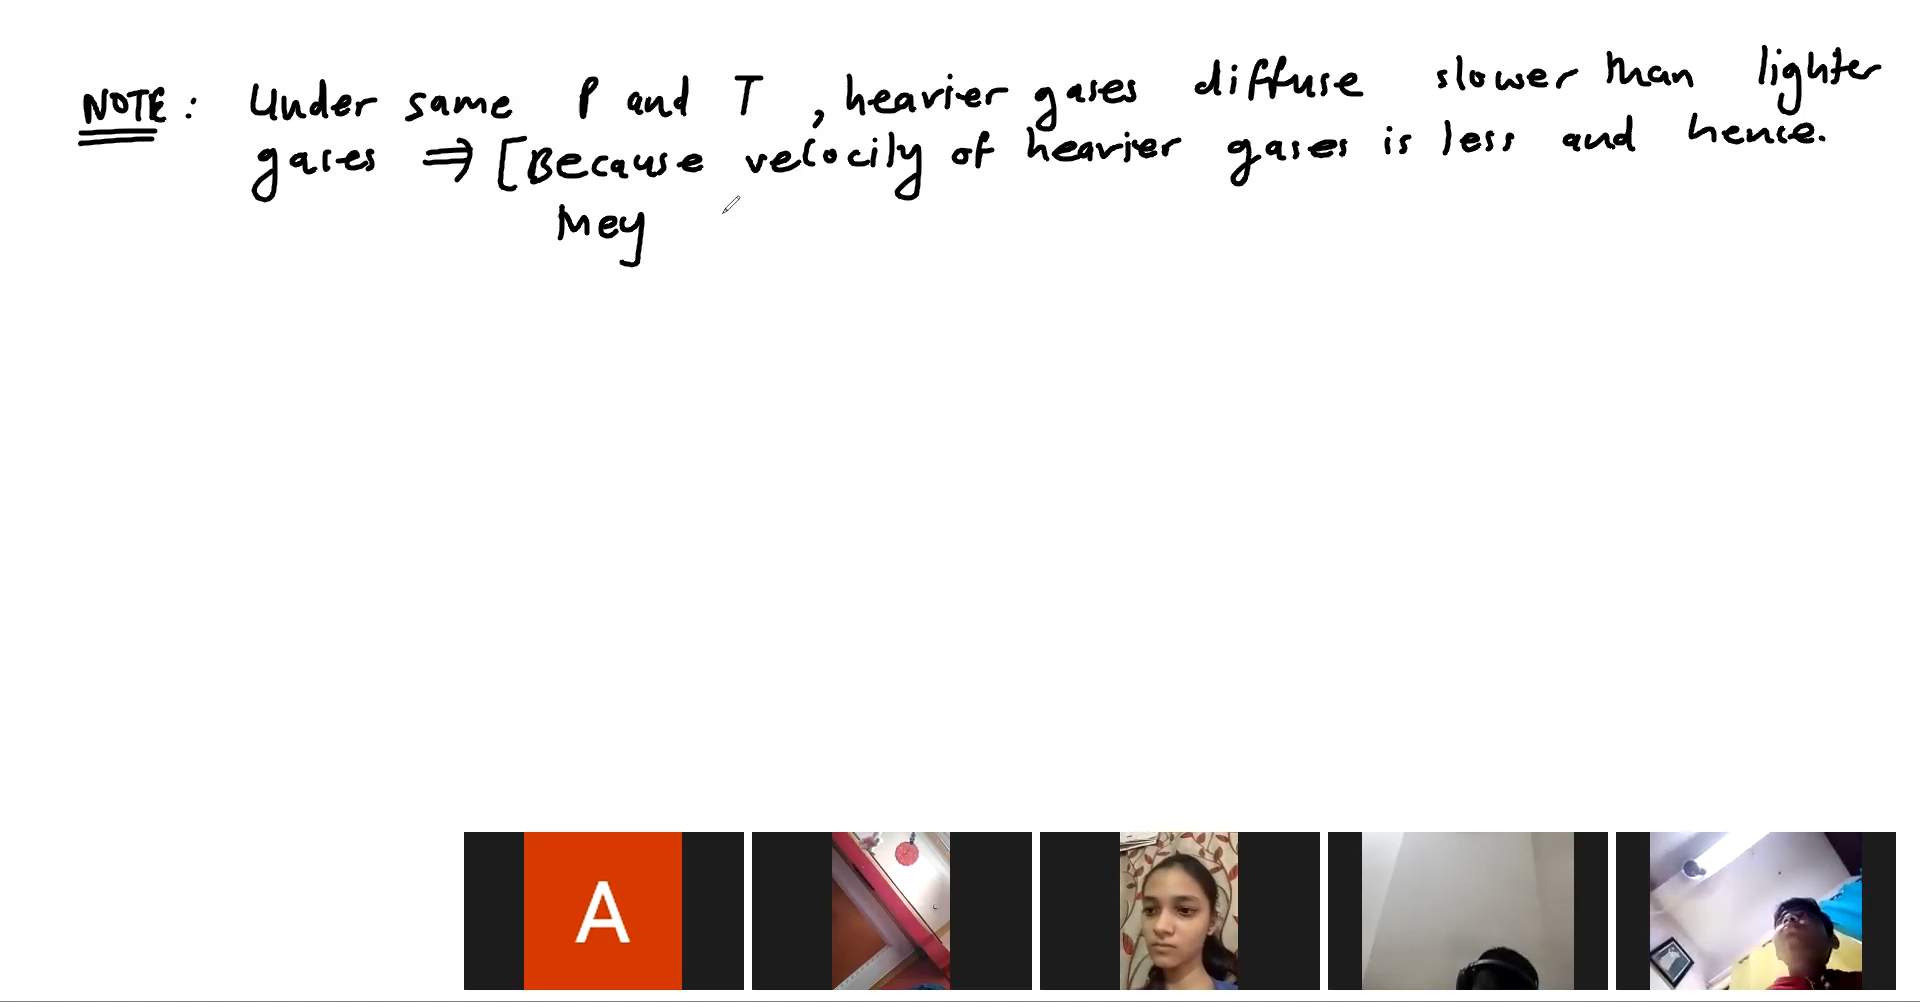 NOTE: Under same P and T, heavier gases diffuse slower than lighter
gases ⇒ [Because velocity of heavier gases is less and hence.
they
A